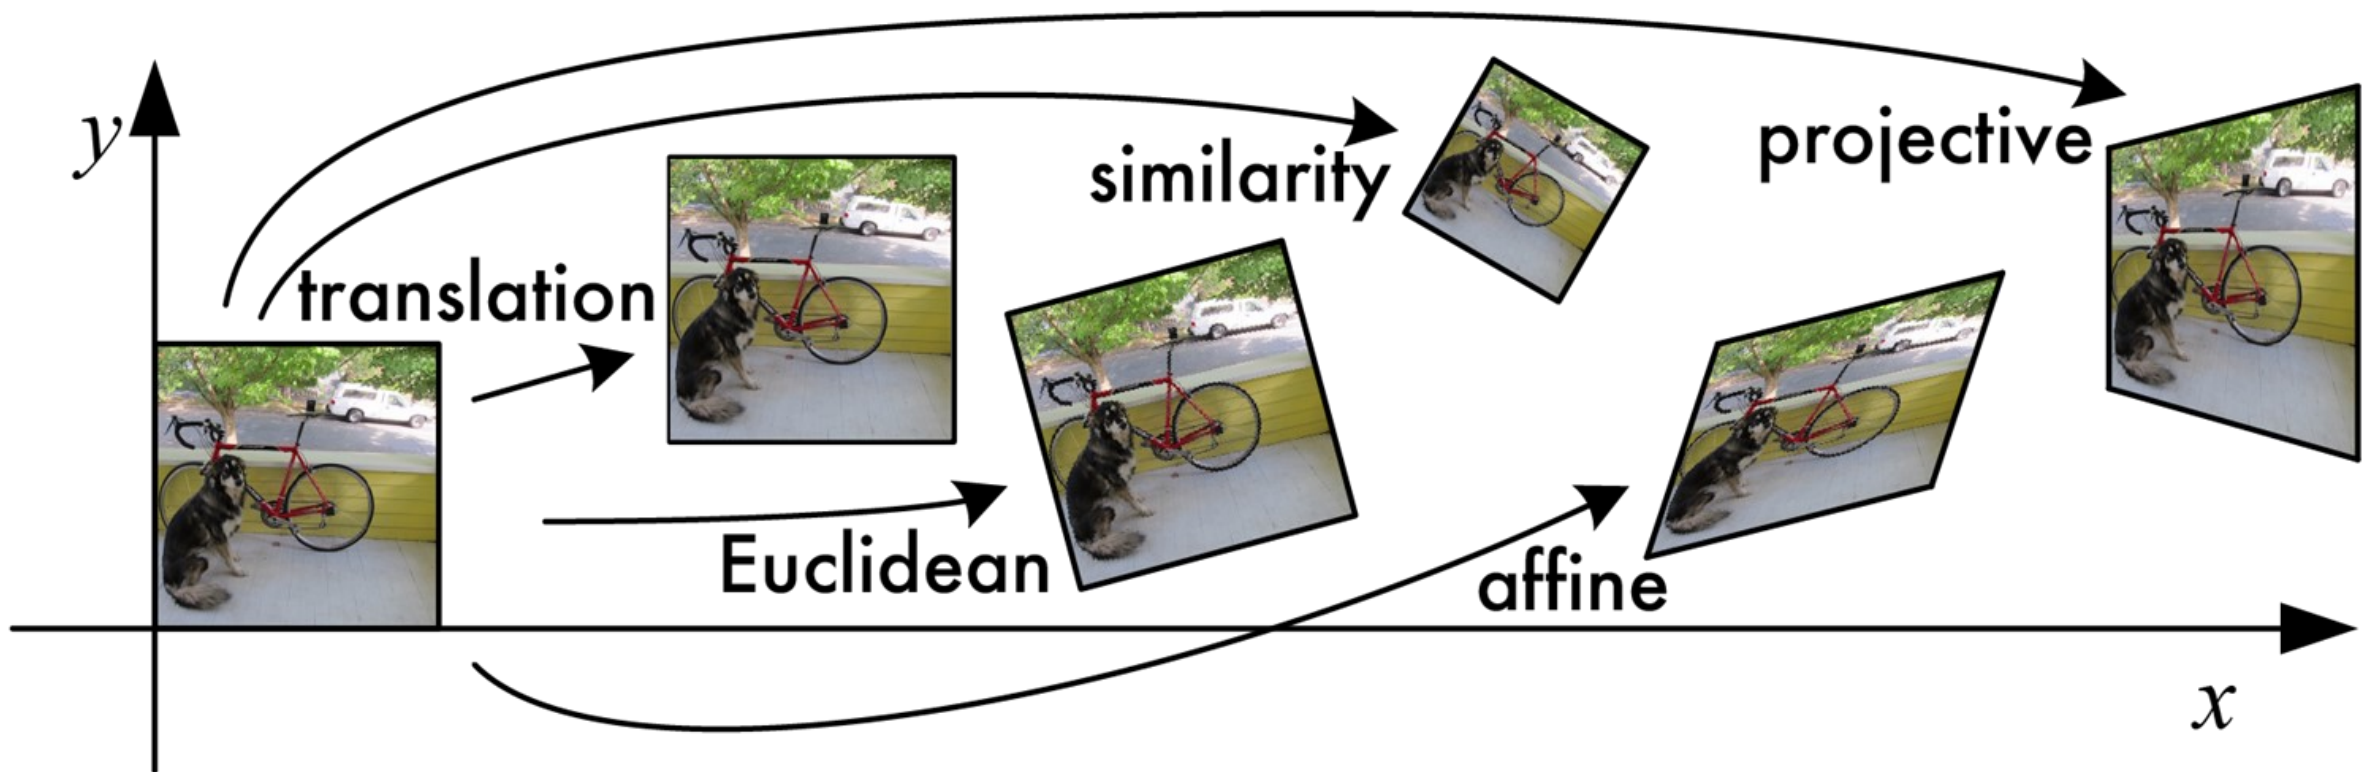 y
similarity
projective
translation
Euclidean
affine
x